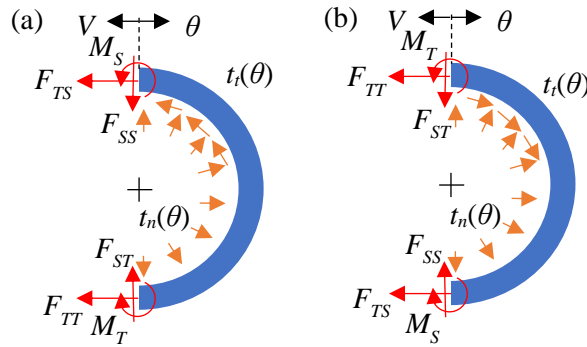 (a)
V
θ
M_S
t_t(θ)
F_TS
F_SS
t_n(θ)
F_ST
F_TT
M_T
(b)
V
θ
M_T
t_t(θ)
F_TT
F_ST
t_n(θ)
F_SS
F_TS
M_S